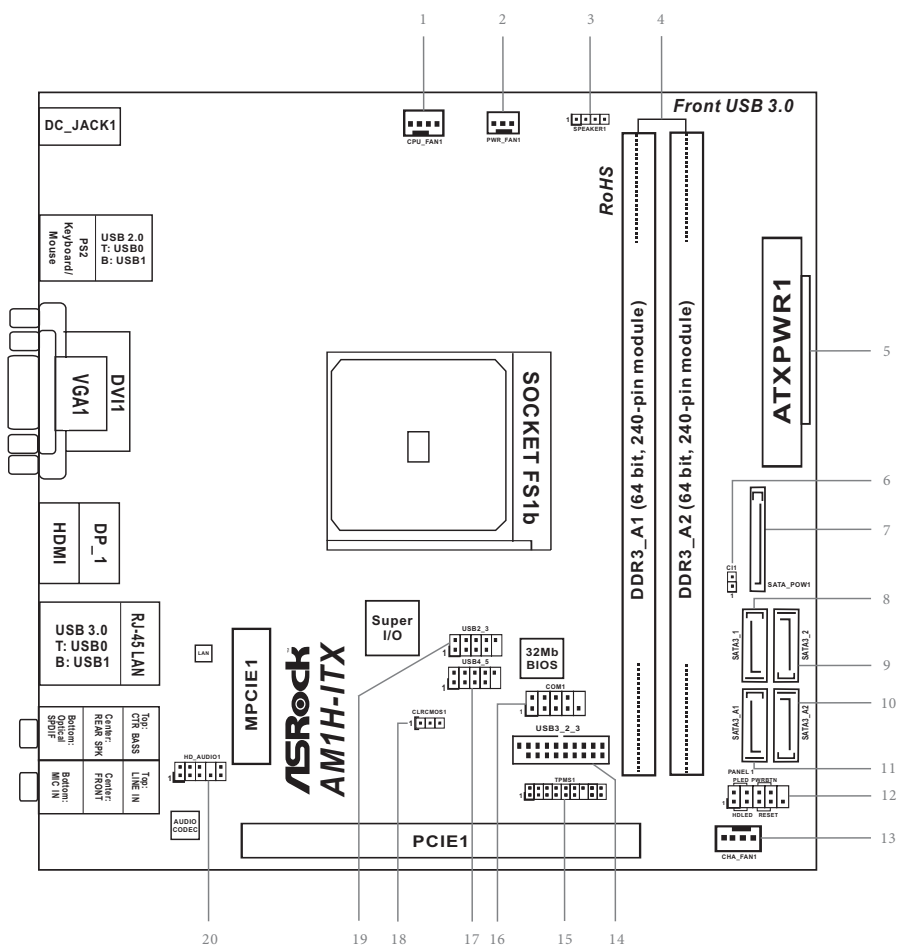 1
2
3
4
Front USB 3.0
DC_JACK1
CPU_FAN1
PWR_FAN1
1
SPEAKER1
RoHS
PS2
Keyboard/
Mouse
USB 2.0
T: USB0
B: USB1
ATXPWR1
5
DVI1
VGA1
SOCKET FS1b
DDR3_A1 (64 bit, 240-pin module)
DDR3_A2 (64 bit, 240-pin module)
6
7
CI1
1
SATA_POW1
HDMI
DP_1
8
USB 3.0
T: USB0
B: USB1
RJ-45 LAN
LAN
MPCIE1
ASRock
AM1H-ITX
Super
I/O
USB2_3
1
USB4_5
1
32Mb
BIOS
SATA3_1
SATA3_2
9
COM1
1
CLRCMOS1
1
USB3_2_3
1
SATA3_A1
SATA3_A2
10
11
Top:
CTR BASS
Center:
REAR SPK
Bottom:
Optical
SPDIF
Top:
LINE IN
Center:
FRONT
Bottom:
MIC IN
HD_AUDIO1
1
AUDIO
CODEC
TPMS1
1
PANEL 1
PLED PWRBTN
1
HDLED RESET
12
PCIE1
CHA_FAN1
13
20
19
18
17
16
15
14